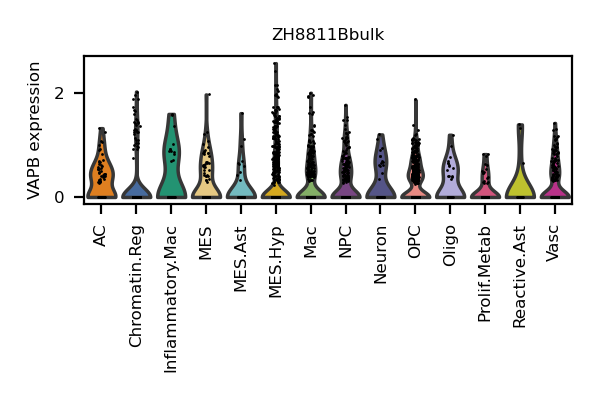 ZH8811Bbulk
VAPB expression
2
0
AC
Chromatin.Reg
Inflammatory.Mac
MES
MES.Ast
MES.Hyp
Mac
NPC
Neuron
OPC
Oligo
Prolif.Metab
Reactive.Ast
Vasc